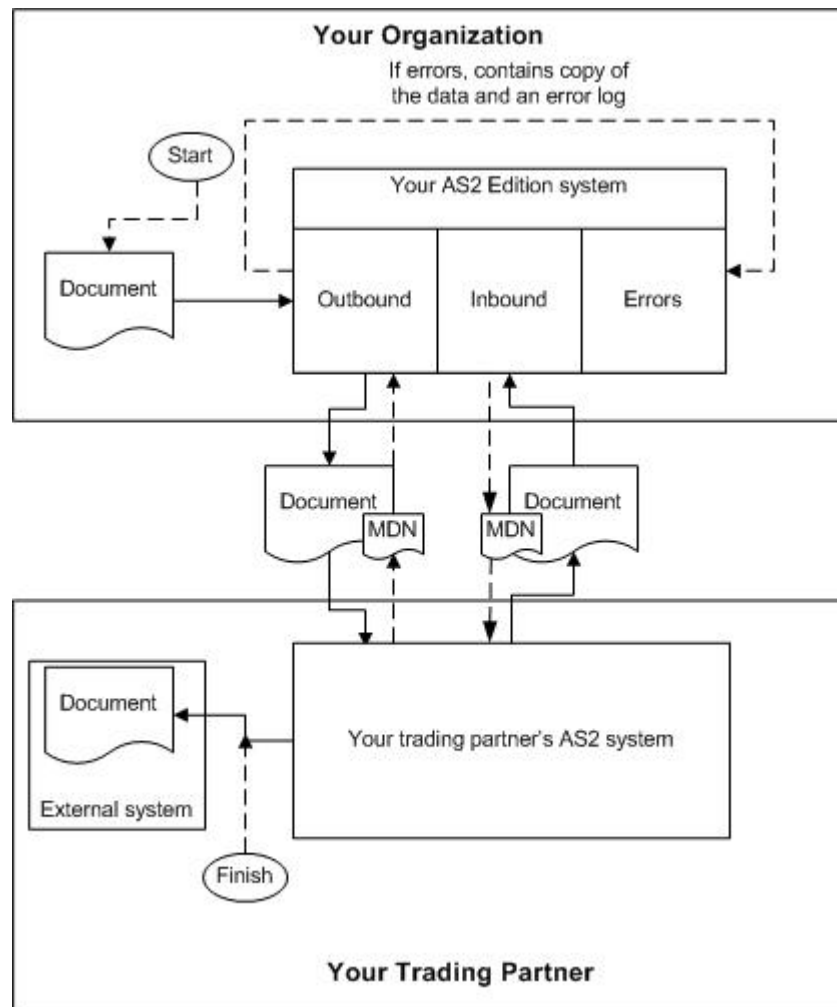 Your Organization
If errors, contains copy of
the data and an error log
Start
Your AS2 Edition system
Document
Outbound
Inbound
Errors
Document
MDN
MDN
Document
Document
Your trading partner's AS2 system
External system
Finish
Your Trading Partner